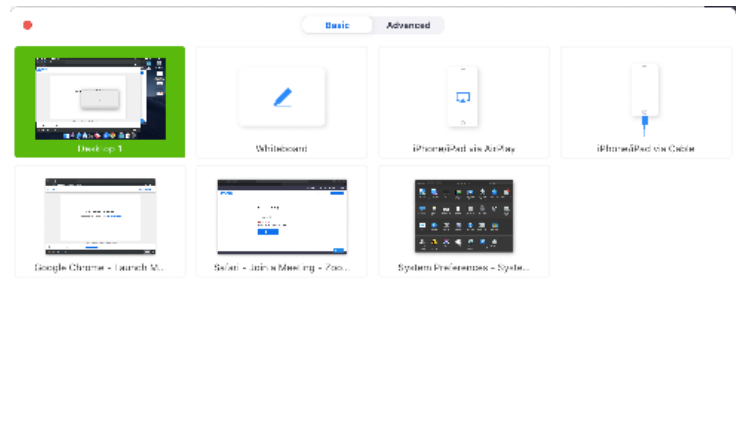 Basic
Advanced
Desktop 1
Whiteboard
iPhone/iPad via AirPlay
iPhone/iPad via Cable
Google Chrome - Launch M...
Safari - Join a Meeting - Zoo...
System Preferences - Syste...